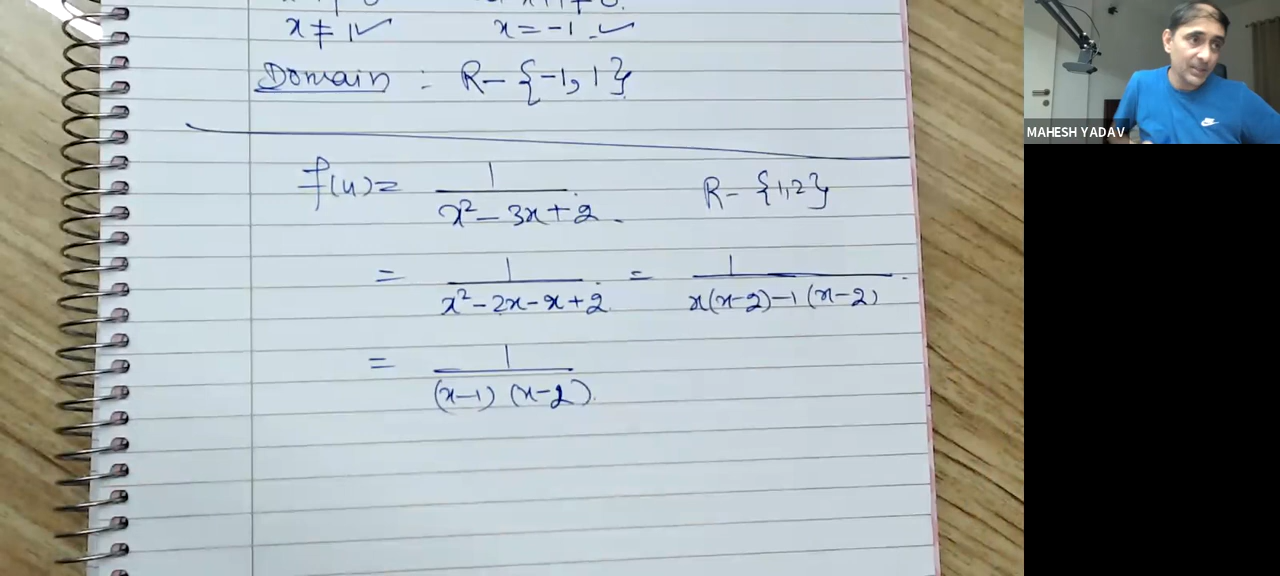 x ≠ 1 ✓ x = -1 ✓
Domain : R - {-1, 1}
f(x) = 1 / (x² - 3x + 2) R - {1, 2}
= 1 / (x² - 2x - x + 2) = 1 / (x(x-2) - 1(x-2))
= 1 / ((x-1) (x-2))
MAHESH YADAV